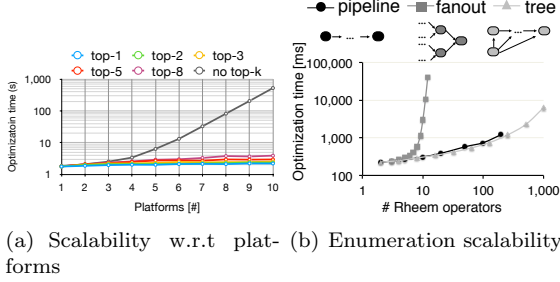 top-1 top-2 top-3
top-5 top-8 no top-k
Optimizatoin time (s)
1,000
100
10
1
1 2 3 4 5 6 7 8 9 10
Platforms [#]
(a) Scalability w.r.t plat-
forms
pipeline fanout tree
... ... ...
...
...
...
Optimization time [ms]
100,000
10,000
1,000
100
1 10 100 1,000
# Rheem operators
(b) Enumeration scalability